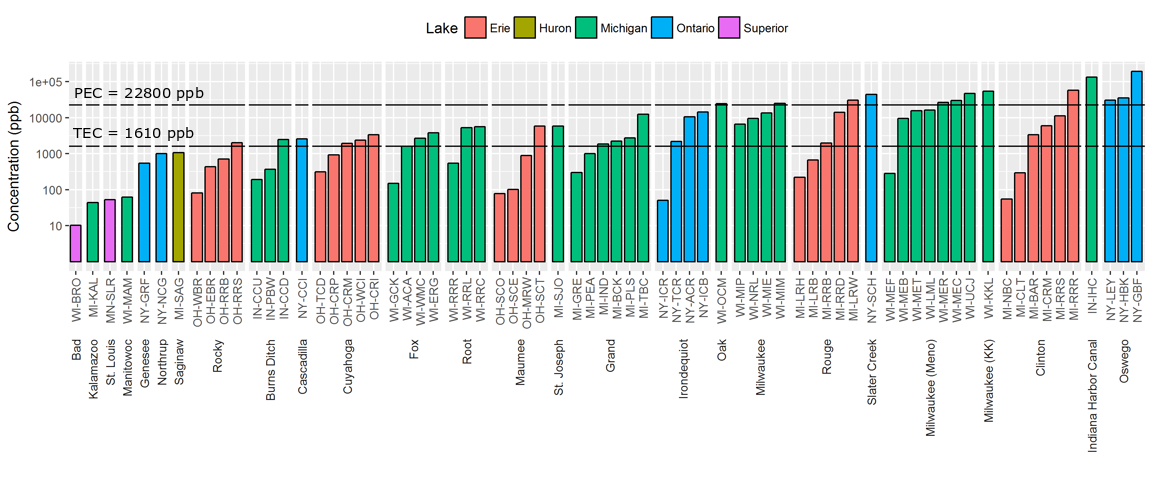 Lake Erie Huron Michigan Ontario Superior
Concentration (ppb)
1e+05
10000
1000
100
10
PEC = 22800 ppb
TEC = 1610 ppb
WI-BRO MI-KAL MN-SLR WI-MAM NY-GRF NY-NCG MI-SAG OH-WBR OH-EBR OH-RRB OH-RRS IN-CCU IN-PBW IN-CCD NY-CCI OH-TCD OH-CRP OH-CRM OH-WCI OH-CRI WI-GCK WI-ACA WI-WMC WI-ERG WI-RRR WI-RRL WI-RRC OH-SCO OH-SCE OH-MRW OH-SCT MI-SJO MI-GRE MI-PEA MI-IND MI-BCK MI-PLS MI-TBC NY-ICR NY-TCR NY-ACR NY-ICB WI-OCM WI-MIP WI-NRL WI-MIE WI-MIM MI-LRH MI-LRB MI-RRB MI-RRD MI-LRW NY-SCH WI-MEF WI-MEB WI-MET WI-LML WI-MER WI-MEC WI-UCJ WI-KKL MI-NBC MI-CLT MI-BAR MI-CRM MI-RRS MI-RRR IN-IHC NY-LEY NY-HBK NY-GBF
Bad Kalamazoo St. Louis Manitowoc Genesee Northrup Saginaw Rocky Burns Ditch Cascadilla Cuyahoga Fox Root Maumee St. Joseph Grand Irondequiot Oak Milwaukee Rouge Slater Creek Milwaukee (Meno) Milwaukee (KK) Clinton Indiana Harbor Canal Oswego